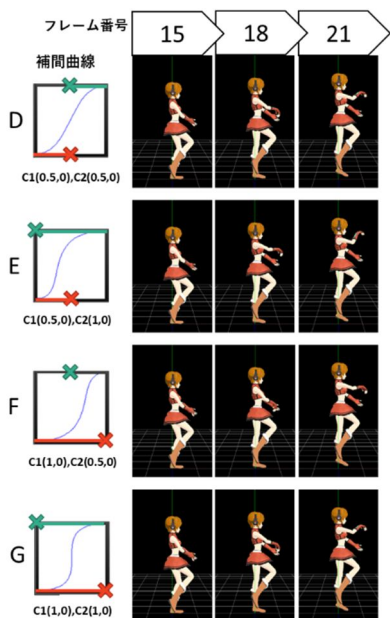 フレーム番号 15 18 21
補間曲線
D
C1(0.5,0),C2(0.5,0)
E
C1(0.5,0),C2(1,0)
F
C1(1,0),C2(0.5,0)
G
C1(1,0),C2(1,0)